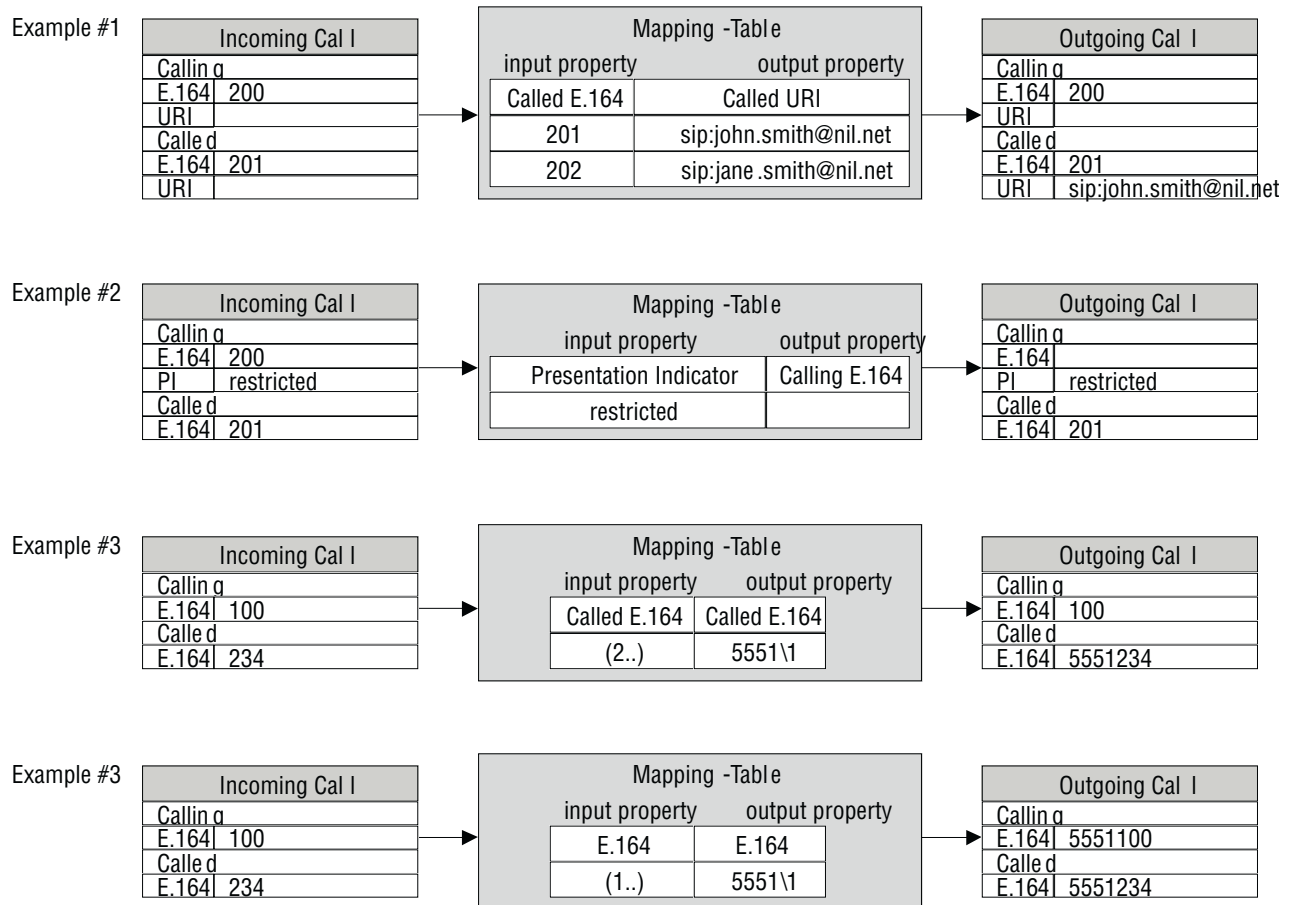 Example #1
Incoming Cal l
Callin g
E.164 200
URI
Calle d
E.164 201
URI
Mapping -Tabl e
input property output property
Called E.164 Called URI
201 sip:john.smith@nil.net
202 sip:jane .smith@nil.net
Outgoing Cal l
Callin g
E.164 200
URI
Calle d
E.164 201
URI sip:john.smith@nil.net
Example #2
Incoming Cal l
Callin g
E.164 200
PI restricted
Calle d
E.164 201
Mapping -Tabl e
input property output property
Presentation Indicator Calling E.164
restricted
Outgoing Cal l
Callin g
E.164
PI restricted
Calle d
E.164 201
Example #3
Incoming Cal l
Callin g
E.164 100
Calle d
E.164 234
Mapping -Tabl e
input property output property
Called E.164 Called E.164
(2..) 5551\1
Outgoing Cal l
Callin g
E.164 100
Calle d
E.164 5551234
Example #3
Incoming Cal l
Callin g
E.164 100
Calle d
E.164 234
Mapping -Tabl e
input property output property
E.164 E.164
(1..) 5551\1
Outgoing Cal l
Callin g
E.164 5551100
Calle d
E.164 5551234